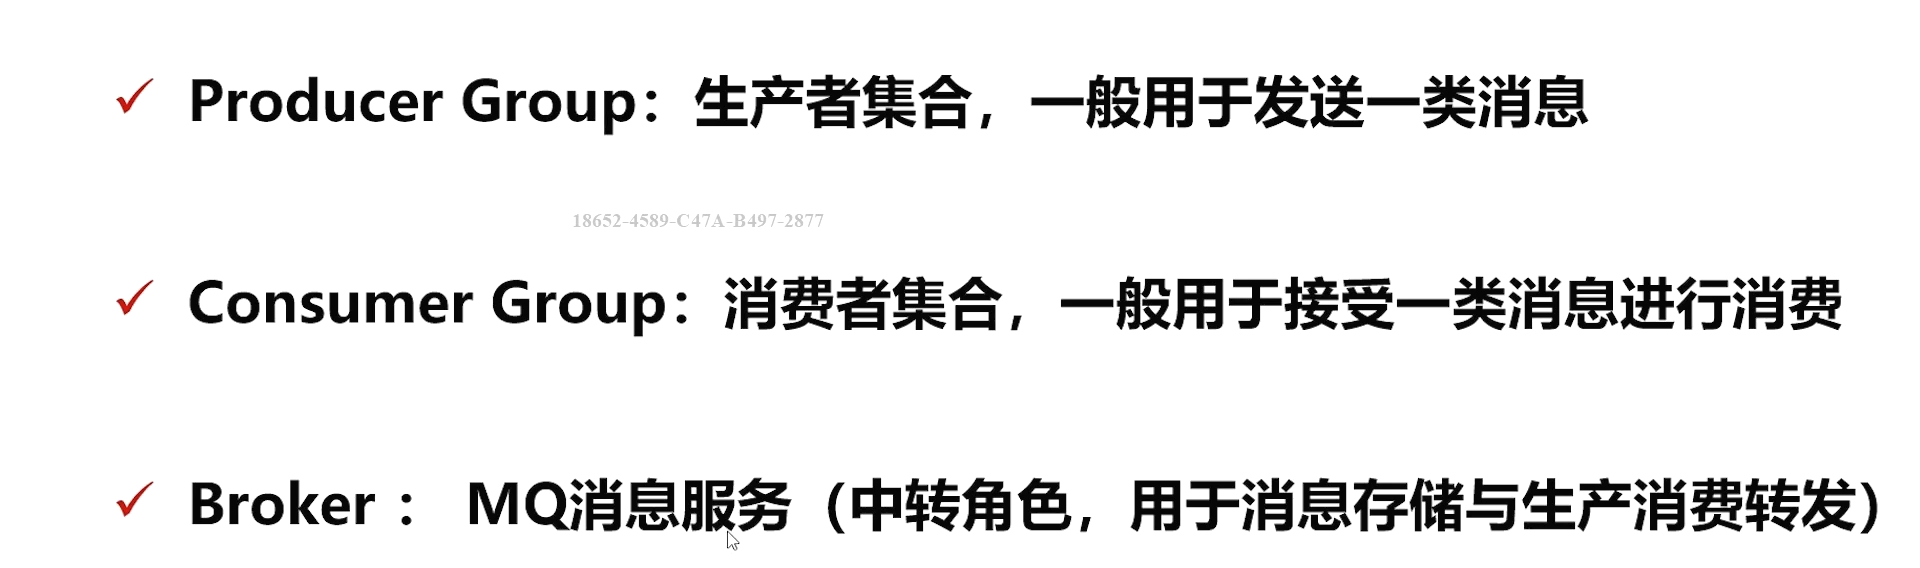 Producer Group：生产者集合，一般用于发送一类消息
18652-4589-C47A-B497-2877
Consumer Group：消费者集合，一般用于接受一类消息进行消费
Broker ： MQ消息服务（中转角色，用于消息存储与生产消费转发）